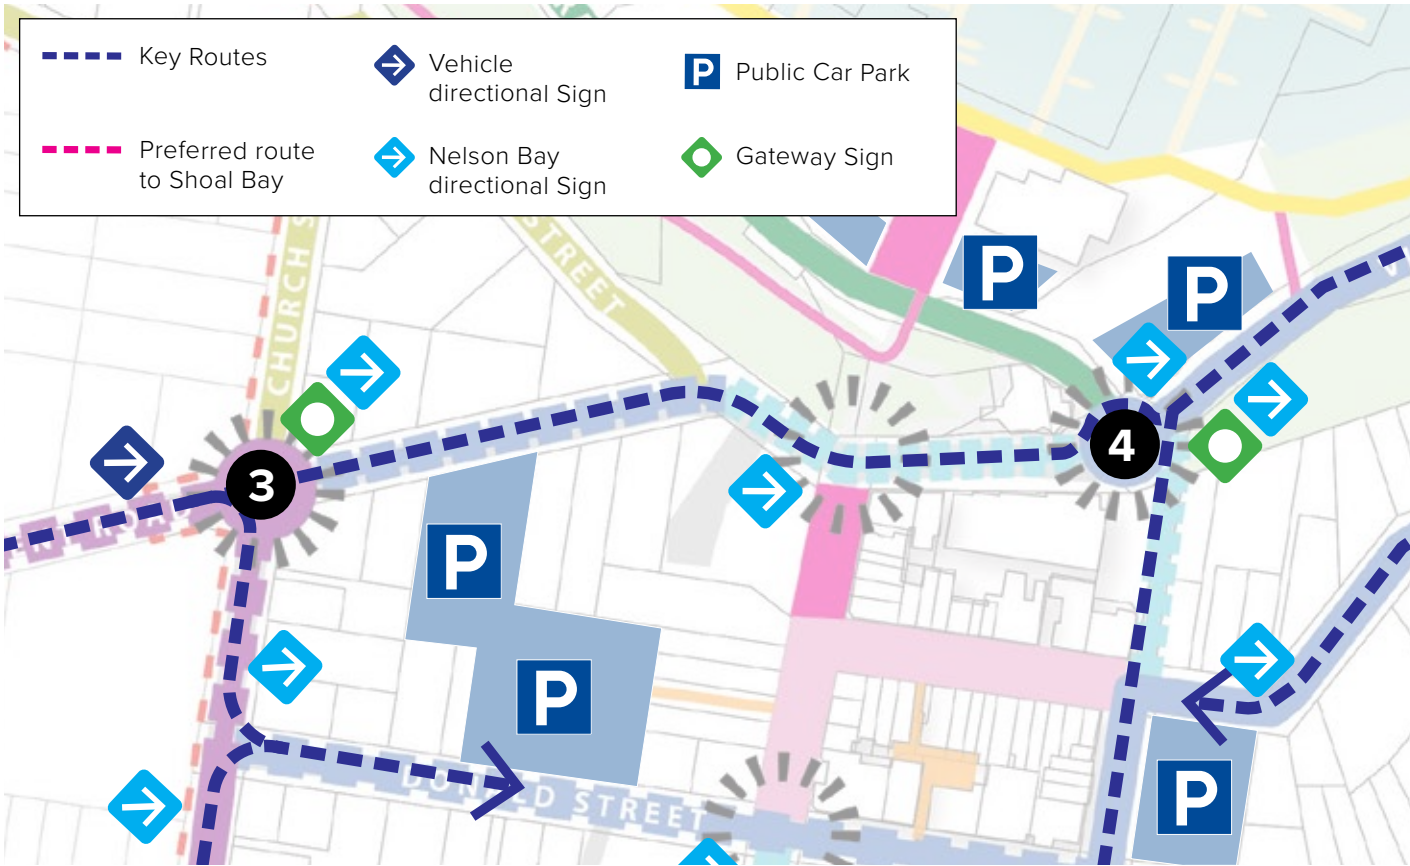 Key Routes
Vehicle
directional Sign
P
Public Car Park
Preferred route
to Shoal Bay
Nelson Bay
directional Sign
Gateway Sign
CHURCH S
STREET
P
P
4
3
P
P
P
DONALD STREET